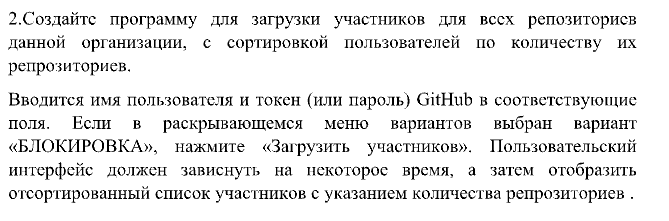 2.Создайте программу для загрузки участников для всех репозиториев
данной организации, с сортировкой пользователей по количеству их
репрозиториев.
Вводится имя пользователя и токен (или пароль) GitHub в соответствующие
поля. Если в раскрывающемся меню вариантов выбран вариант
«БЛОКИРОВКА», нажмите «Загрузить участников». Пользовательский
интерфейс должен зависнуть на некоторое время, а затем отобразить
отсортированный список участников с указанием количества репрозиториев .